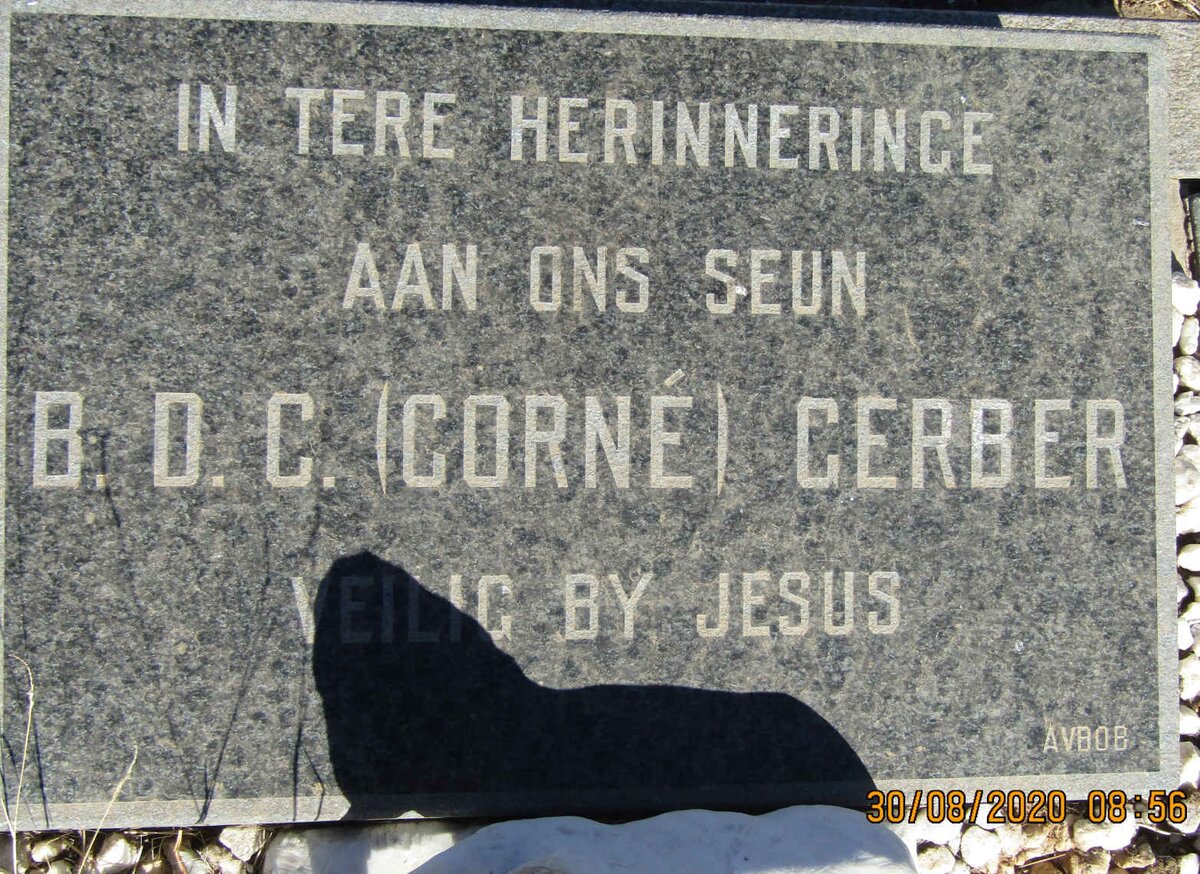 IN TERE HERINNERINGE
AAN ONS SEUN
B. D. C. (CORNÉ) GERBER
VEILIG BY JESUS
AVBOB
30/08/2020 08:56